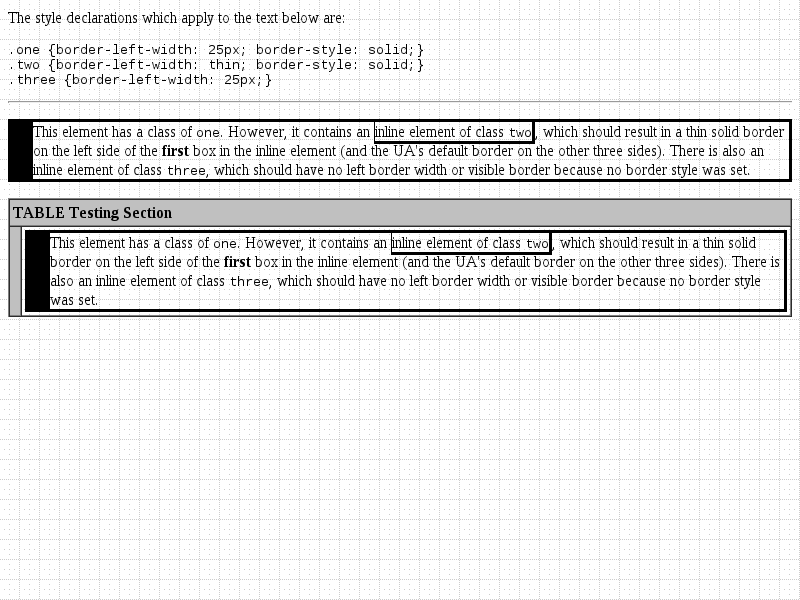 The style declarations which apply to the text below are:
.one {border-left-width: 25px; border-style: solid;}
.two {border-left-width: thin; border-style: solid;}
.three {border-left-width: 25px;}
This element has a class of one. However, it contains an inline element of class two, which should result in a thin solid border
on the left side of the first box in the inline element (and the UA's default border on the other three sides). There is also an
inline element of class three, which should have no left border width or visible border because no border style was set.
TABLE Testing Section
This element has a class of one. However, it contains an inline element of class two, which should result in a thin solid
border on the left side of the first box in the inline element (and the UA's default border on the other three sides). There is
also an inline element of class three, which should have no left border width or visible border because no border style
was set.